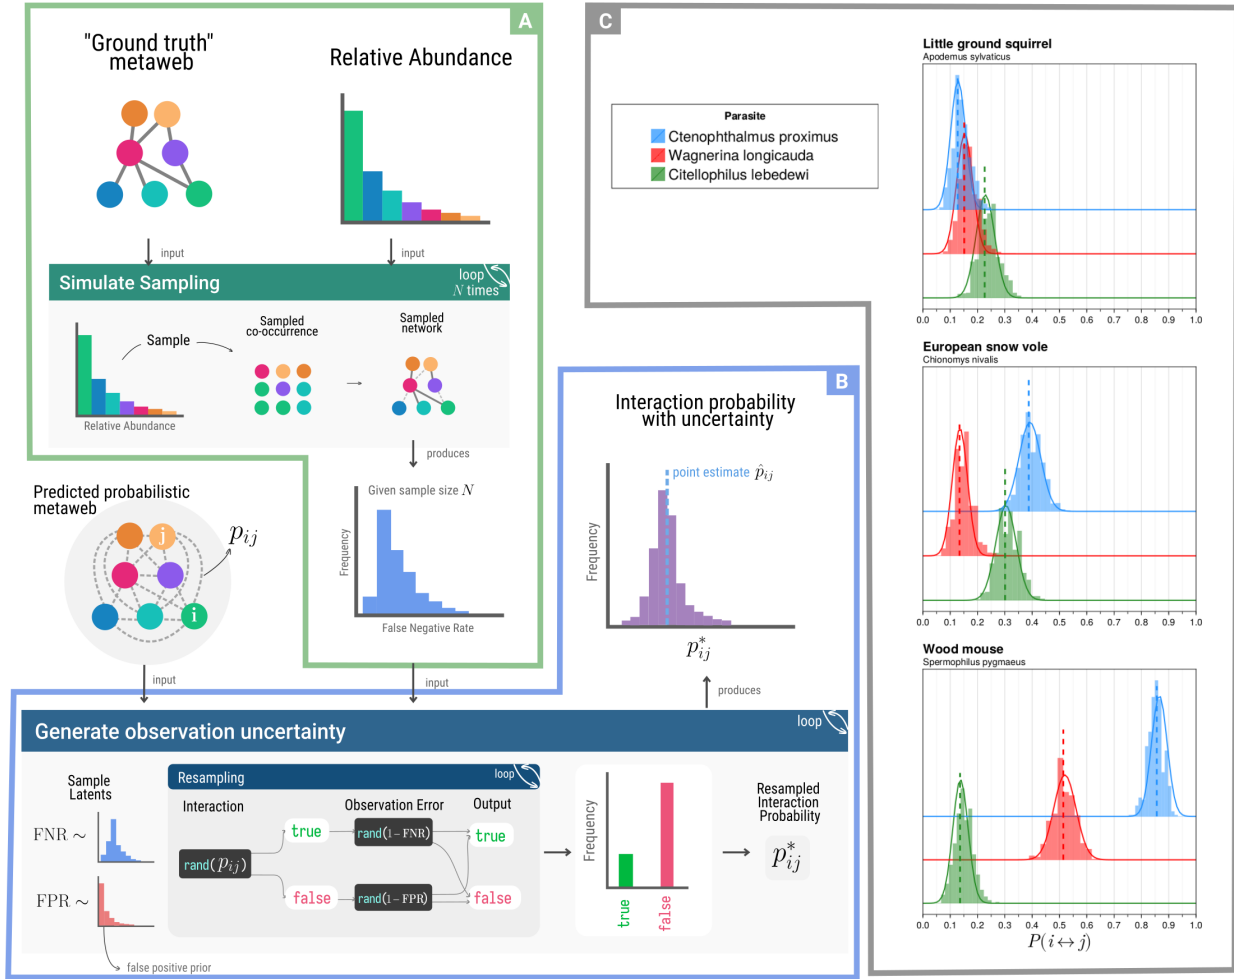 A
"Ground truth"
metaweb
Relative Abundance
input
input
Simulate Sampling
loop
N times
Sample
Sampled
co-occurrence
Sampled
network
Relative Abundance
produces
Given sample size N
Frequency
False Negative Rate
Predicted probabilistic
metaweb
j
i
p_ij
input
input
B
Interaction probability
with uncertainty
point estimate p̂_ij
Frequency
p*_ij
produces
Generate observation uncertainty
loop
Sample
Latents
FNR ~
FPR ~
false positive prior
Resampling
loop
Interaction
Observation Error
Output
rand(p_ij)
true
rand(1-FNR)
true
false
rand(1-FPR)
false
Frequency
true
false
Resampled
Interaction
Probability
p*_ij
C
Parasite
Ctenophthalmus proximus
Wagnerina longicauda
Citellophilus lebedewi
Little ground squirrel
Apodemus sylvaticus
0.0 0.1 0.2 0.3 0.4 0.5 0.6 0.7 0.8 0.9 1.0
European snow vole
Chionomys nivalis
0.0 0.1 0.2 0.3 0.4 0.5 0.6 0.7 0.8 0.9 1.0
Wood mouse
Spermophilus pygmaeus
0.0 0.1 0.2 0.3 0.4 0.5 0.6 0.7 0.8 0.9 1.0
P(i↔j)